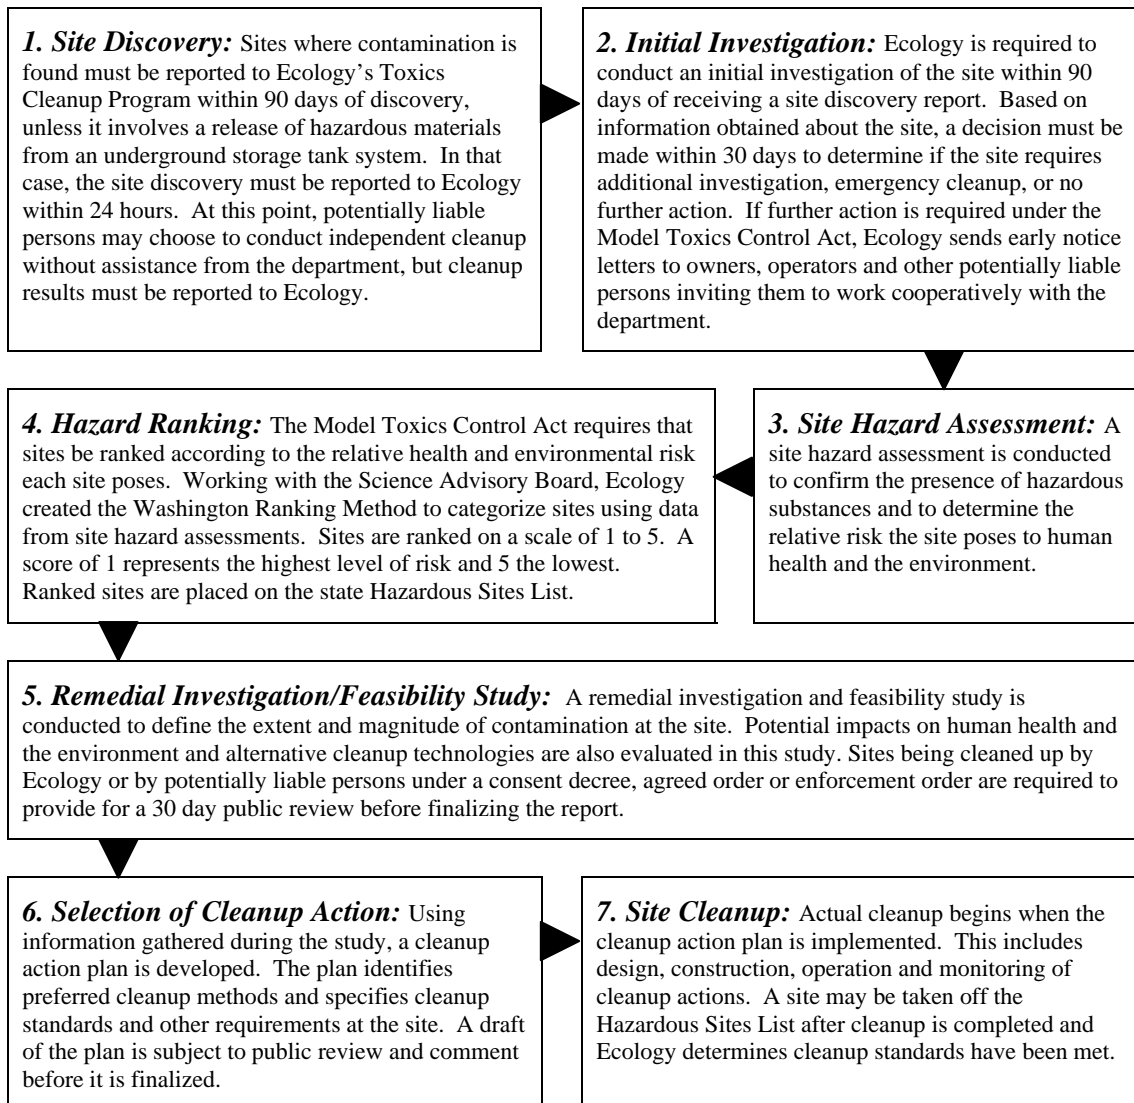 1. Site Discovery: Sites where contamination is
found must be reported to Ecology's Toxics
Cleanup Program within 90 days of discovery,
unless it involves a release of hazardous materials
from an underground storage tank system. In that
case, the site discovery must be reported to Ecology
within 24 hours. At this point, potentially liable
persons may choose to conduct independent cleanup
without assistance from the department, but cleanup
results must be reported to Ecology.
2. Initial Investigation: Ecology is required to
conduct an initial investigation of the site within 90
days of receiving a site discovery report. Based on
information obtained about the site, a decision must be
made within 30 days to determine if the site requires
additional investigation, emergency cleanup, or no
further action. If further action is required under the
Model Toxics Control Act, Ecology sends early notice
letters to owners, operators and other potentially liable
persons inviting them to work cooperatively with the
department.
3. Site Hazard Assessment: A
site hazard assessment is conducted
to confirm the presence of hazardous
substances and to determine the
relative risk the site poses to human
health and the environment.
4. Hazard Ranking: The Model Toxics Control Act requires that
sites be ranked according to the relative health and environmental risk
each site poses. Working with the Science Advisory Board, Ecology
created the Washington Ranking Method to categorize sites using data
from site hazard assessments. Sites are ranked on a scale of 1 to 5. A
score of 1 represents the highest level of risk and 5 the lowest.
Ranked sites are placed on the state Hazardous Sites List.
5. Remedial Investigation/Feasibility Study: A remedial investigation and feasibility study is
conducted to define the extent and magnitude of contamination at the site. Potential impacts on human health and
the environment and alternative cleanup technologies are also evaluated in this study. Sites being cleaned up by
Ecology or by potentially liable persons under a consent decree, agreed order or enforcement order are required to
provide for a 30 day public review before finalizing the report.
6. Selection of Cleanup Action: Using
information gathered during the study, a cleanup
action plan is developed. The plan identifies
preferred cleanup methods and specifies cleanup
standards and other requirements at the site. A draft
of the plan is subject to public review and comment
before it is finalized.
7. Site Cleanup: Actual cleanup begins when the
cleanup action plan is implemented. This includes
design, construction, operation and monitoring of
cleanup actions. A site may be taken off the
Hazardous Sites List after cleanup is completed and
Ecology determines cleanup standards have been met.